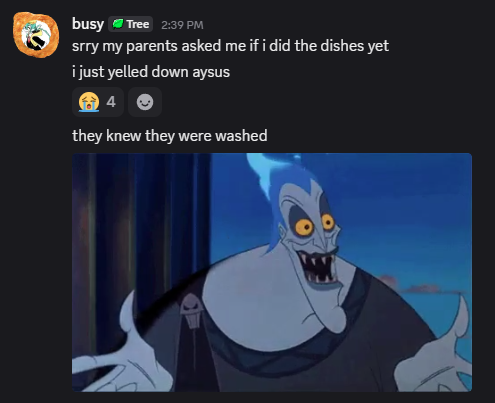 busy Tree 2:39 PM
srry my parents asked me if i did the dishes yet
i just yelled down aysus
4
they knew they were washed